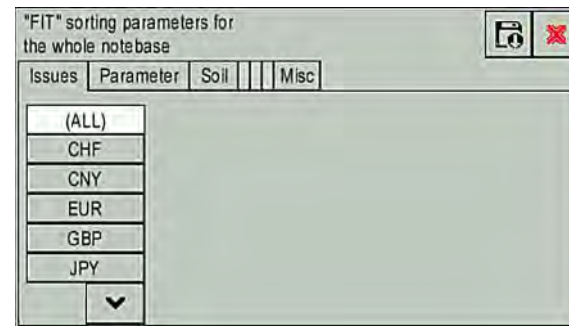 "FIT" sorting parameters for
the whole notebase
Issues Parameter Soil Misc
(ALL)
CHF
CNY
EUR
GBP
JPY